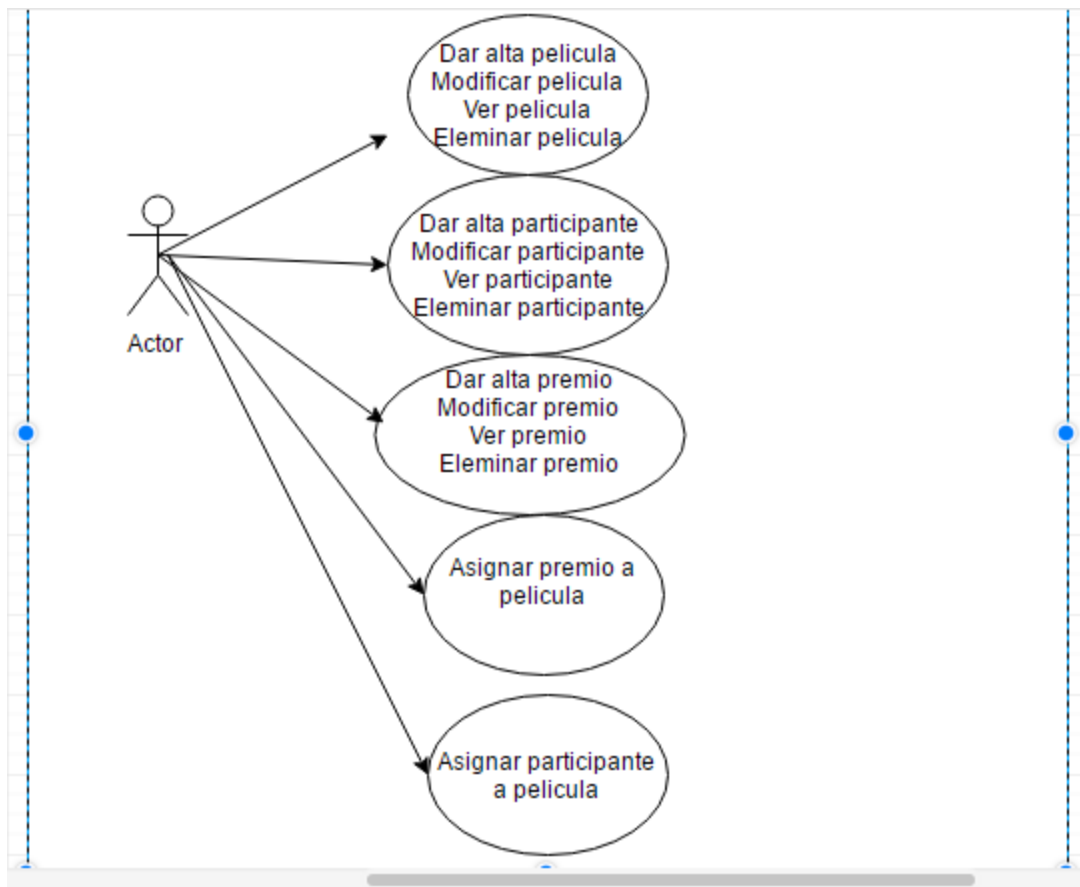 Dar alta pelicula
Modificar pelicula
Ver pelicula
Eleminar pelicula
Dar alta participante
Modificar participante
Ver participante
Eleminar participante
Actor
Dar alta premio
Modificar premio
Ver premio
Eleminar premio
Asignar premio a
pelicula
Asignar participante
a pelicula